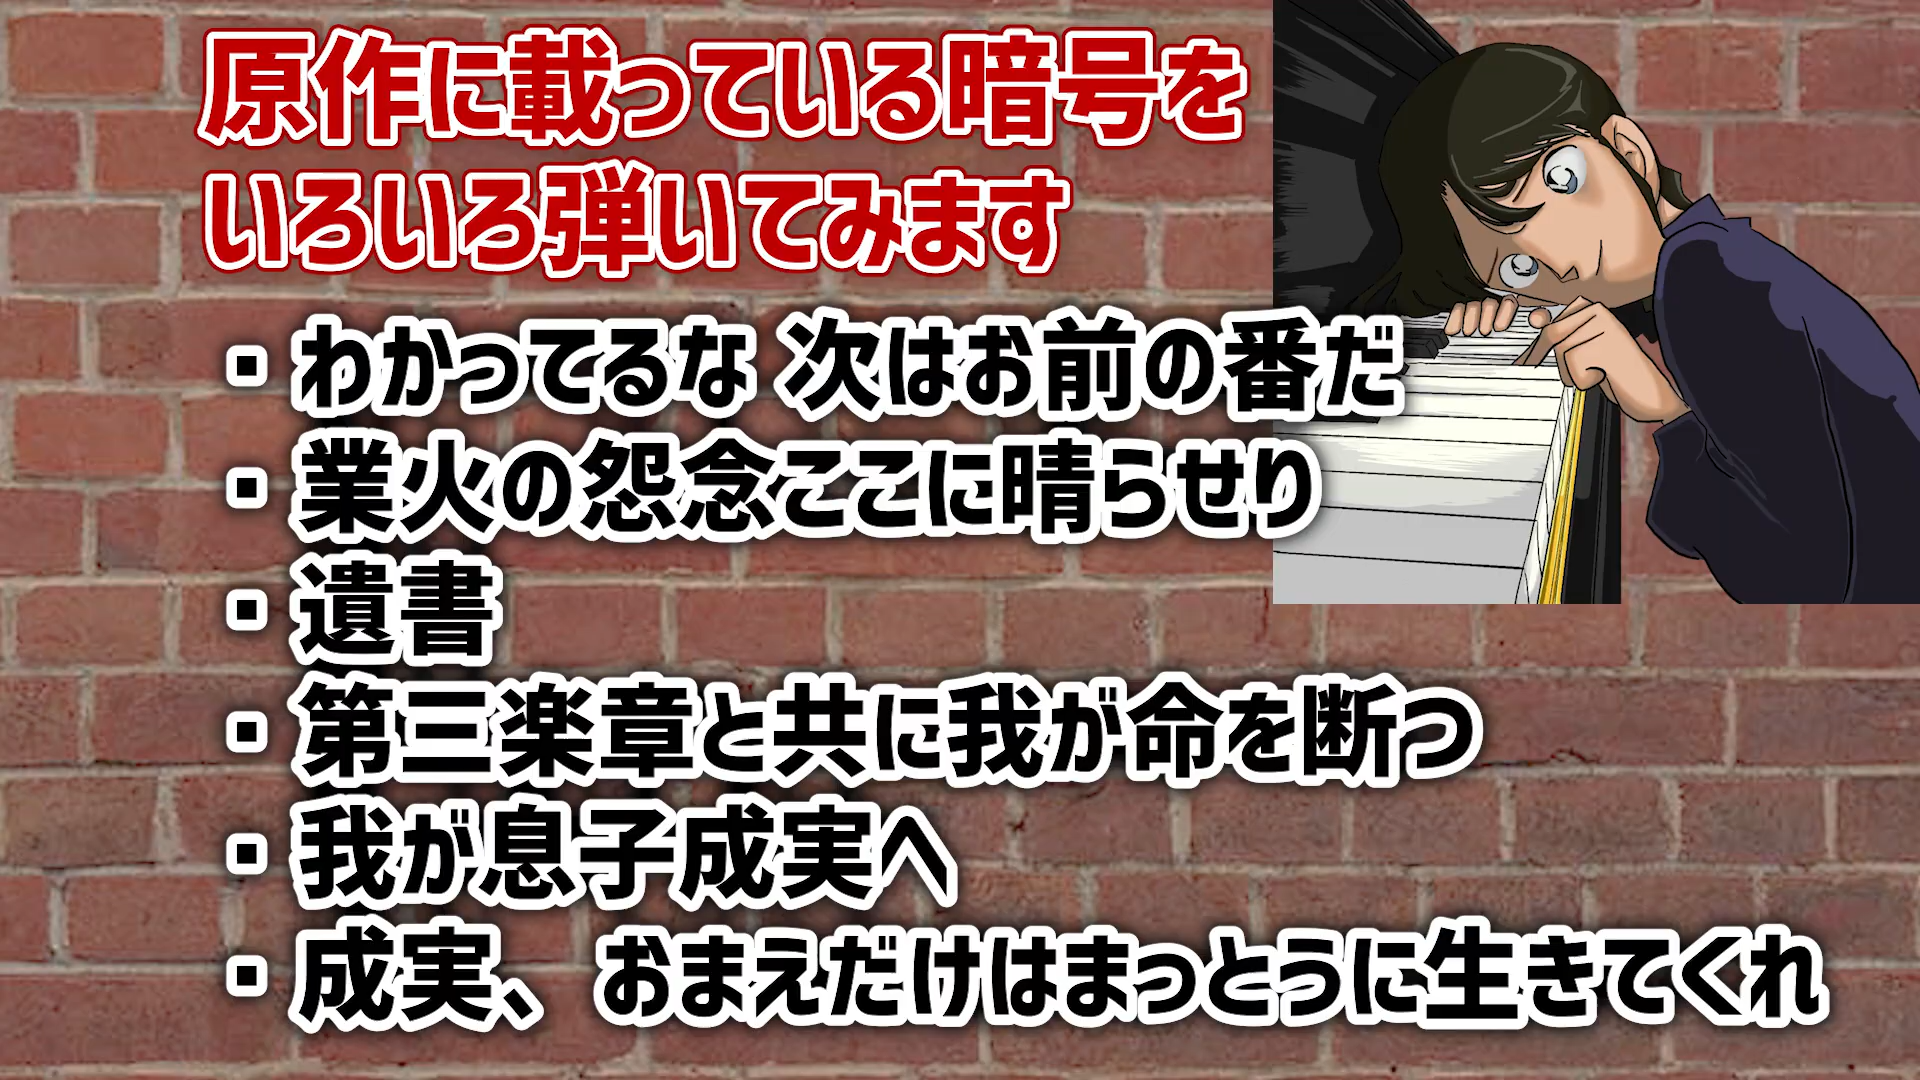 原作に載っている暗号を
いろいろ弾いてみます
・わかってるな 次はお前の番だ
・業火の怨念ここに晴らせり
・遺書
・第三楽章と共に我が命を断つ
・我が息子成実へ
・成実、おまえだけはまっとうに生きてくれ